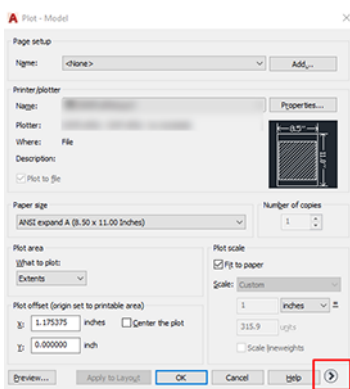 Plot - Model
Page setup
Name: <None> Add...
Printer/plotter
Name: Properties...
Plotter:
Where: File
Description:
Plot to file
8.5"
11.0"
Paper size
Number of copies
ANSI expand A (8.50 x 11.00 Inches) 1
Plot area
Plot scale
What to plot:
Fit to paper
Extents
Scale: Custom
1 inches =
Plot offset (origin set to printable area)
X: 1.175375 inches Center the plot
315.9 units
Y: 0.000000 inch
Scale lineweights
Preview... Apply to Layout OK Cancel Help